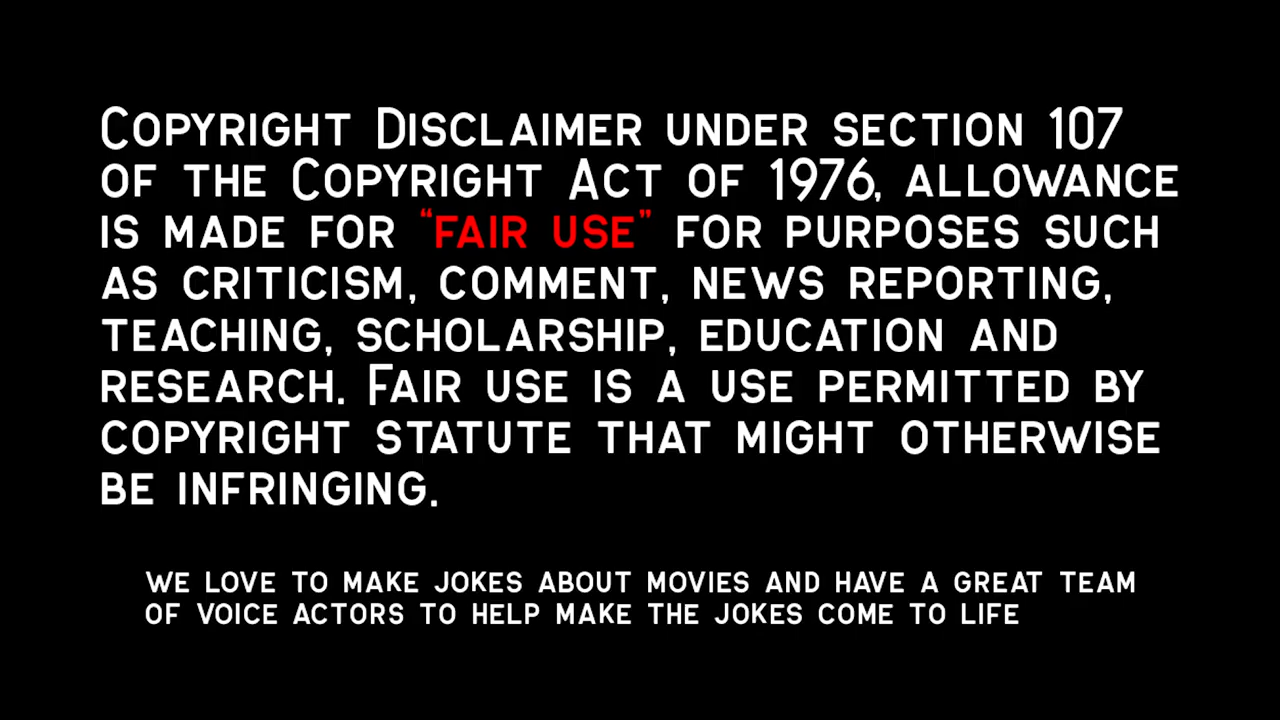 Copyright Disclaimer under section 107
of the Copyright Act of 1976, allowance
is made for “fair use” for purposes such
as criticism, comment, news reporting,
teaching, scholarship, education and
research. Fair use is a use permitted by
copyright statute that might otherwise
be infringing.
we love to make jokes about movies and have a great team
of voice actors to help make the jokes come to life